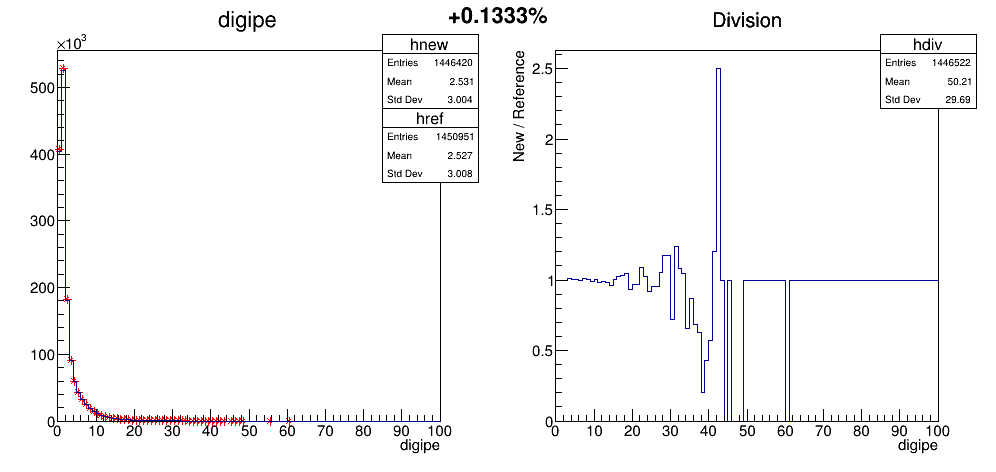 +0.1333%
digipe
×10³
hnew
Entries 1446420
Mean 2.531
Std Dev 3.004
href
Entries 1450951
Mean 2.527
Std Dev 3.008
500
400
300
200
100
0
0 10 20 30 40 50 60 70 80 90 100
digipe
Division
hdiv
Entries 1446522
Mean 50.21
Std Dev 29.69
New / Reference
2.5
2
1.5
1
0.5
0
0 10 20 30 40 50 60 70 80 90 100
digipe